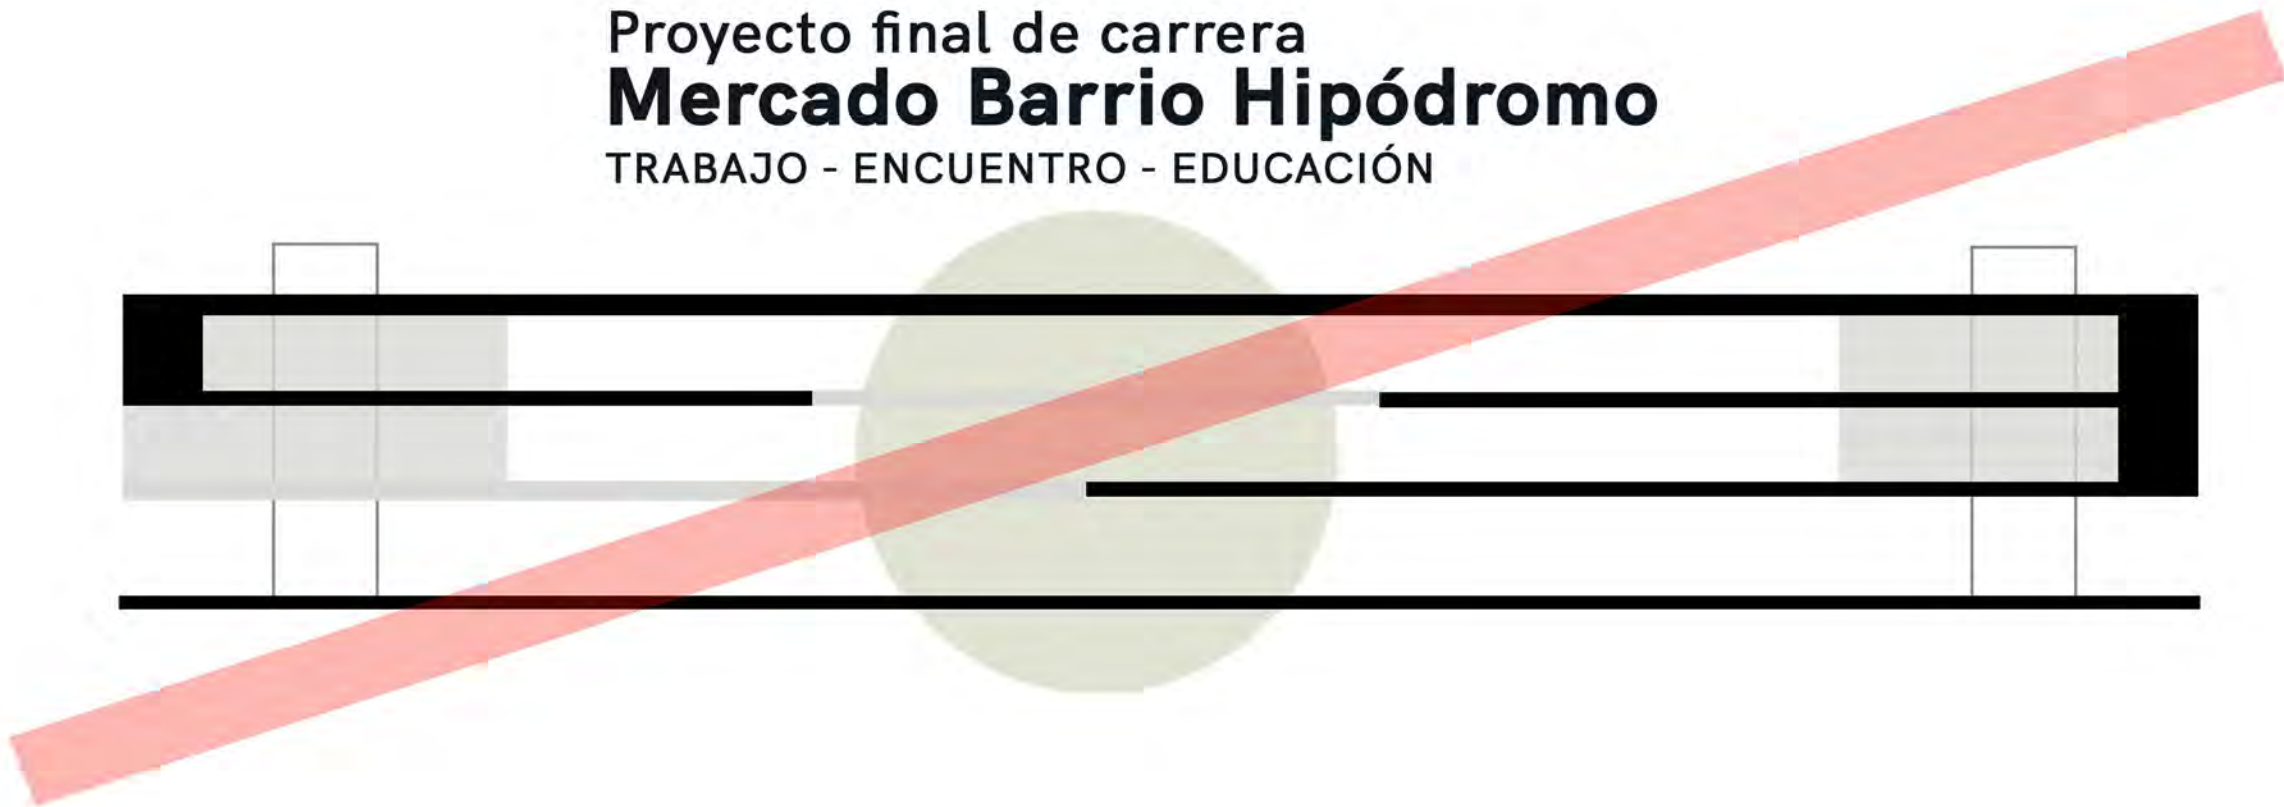 Proyecto final de carrera
Mercado Barrio Hipódromo
TRABAJO - ENCUENTRO - EDUCACIÓN